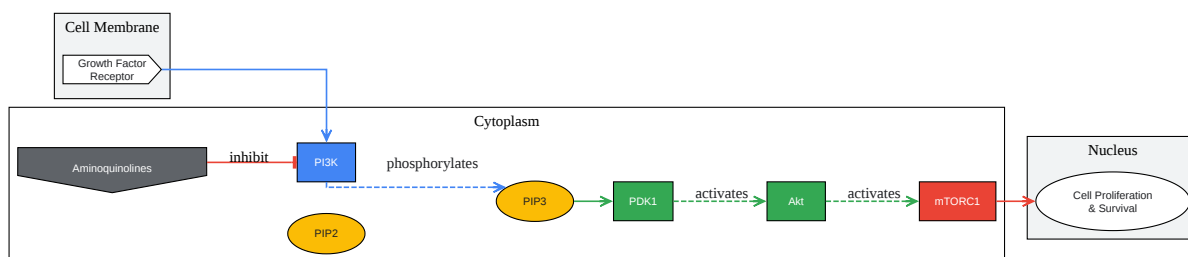 Cell Membrane
Growth Factor
Receptor
Cytoplasm
Aminoquinolines
inhibit
PI3K
phosphorylates
PIP2
PIP3
PDK1
activates
Akt
activates
mTORC1
Nucleus
Cell Proliferation
& Survival